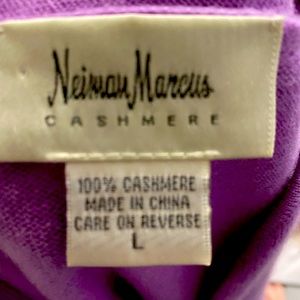 Neiman Marcus
CASHMERE
100% CASHMERE
MADE IN CHINA
CARE ON REVERSE
L